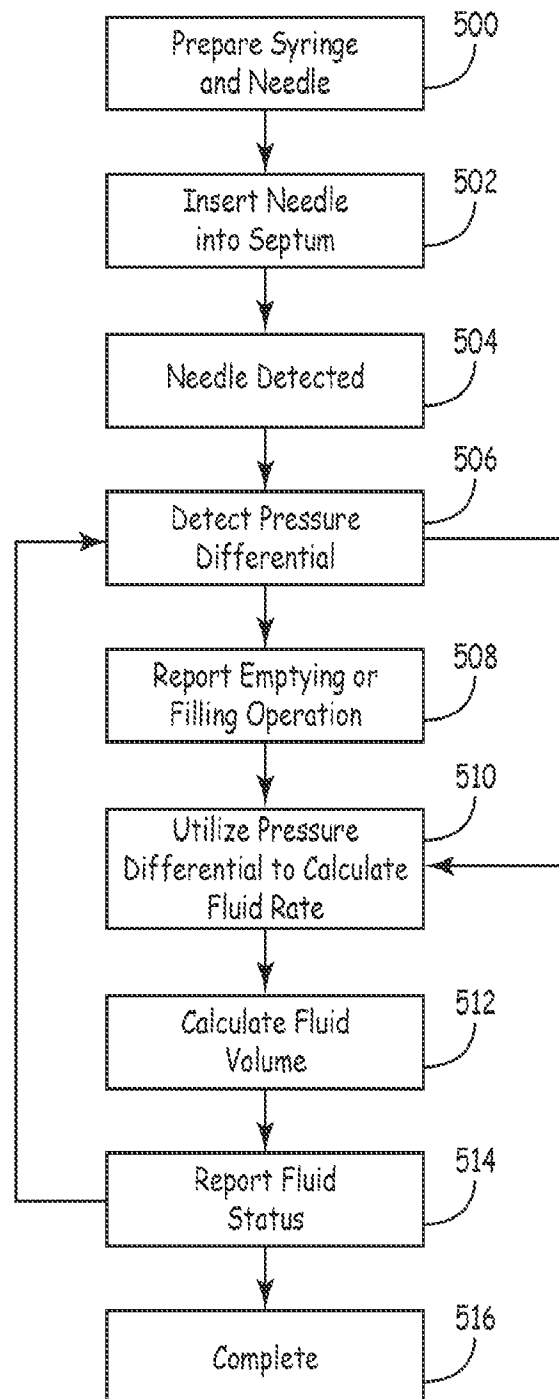 500
Prepare Syringe
and Needle
502
Insert Needle
into Septum
504
Needle Detected
506
Detect Pressure
Differential
508
Report Emptying or
Filling Operation
510
Utilize Pressure
Differential to Calculate
Fluid Rate
512
Calculate Fluid
Volume
514
Report Fluid
Status
516
Complete